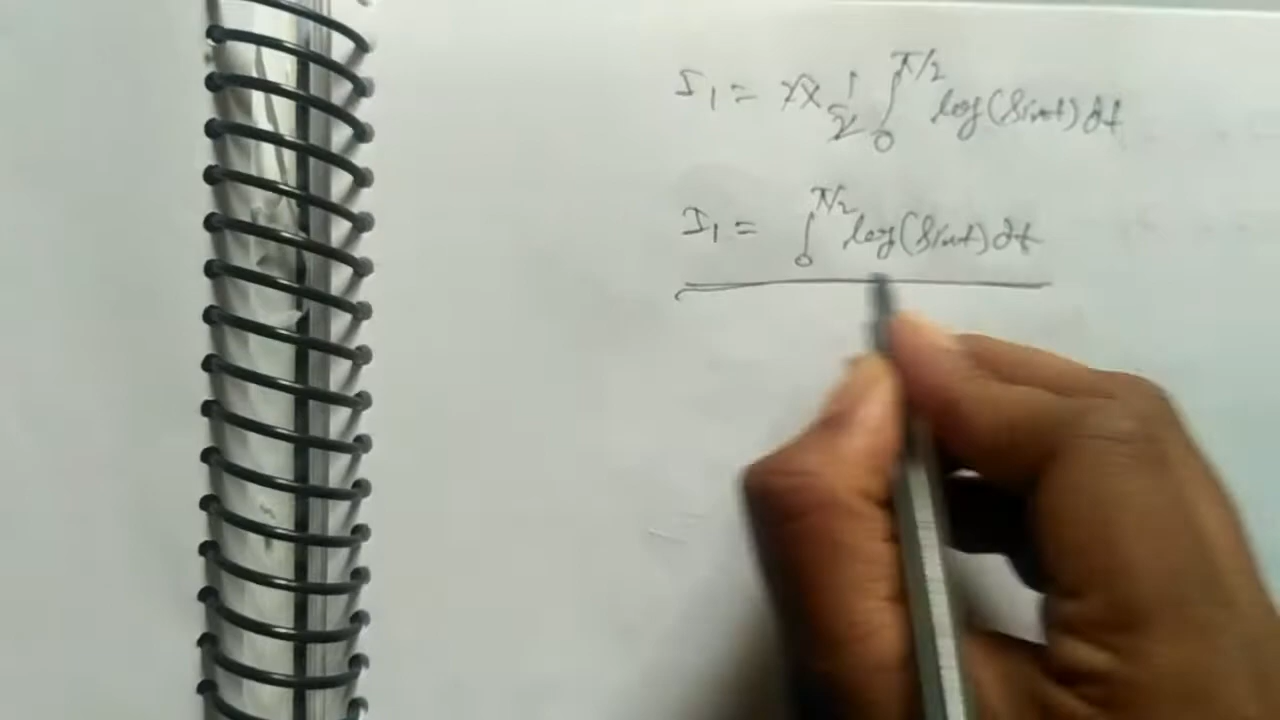 I₁ = 2× 1/2 ∫₀^π/2 log(sint)dt
I₁ = ∫₀^π/2 log(sint)dt